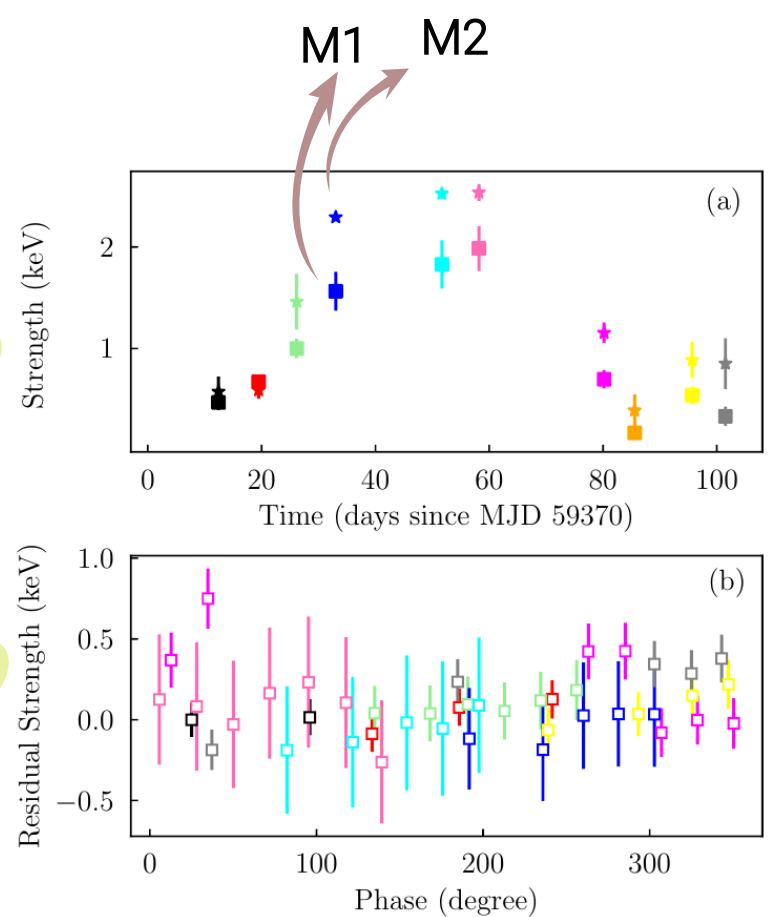 M1 M2
(a)
Strength (keV)
2
1
0 20 40 60 80 100
Time (days since MJD 59370)
(b)
Residual Strength (keV)
1.0
0.5
0.0
−0.5
0 100 200 300
Phase (degree)